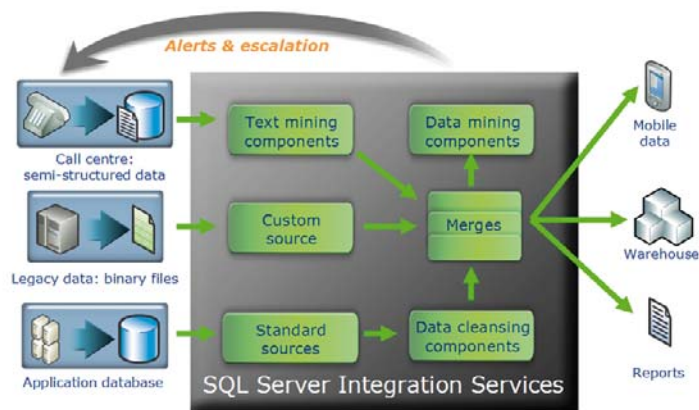 Alerts & escalation
Call centre:
semi-structured data
Text mining
components
Data mining
components
Mobile
data
Legacy data: binary files
Custom
source
Merges
Warehouse
Application database
Standard
sources
Data cleansing
components
Reports
SQL Server Integration Services